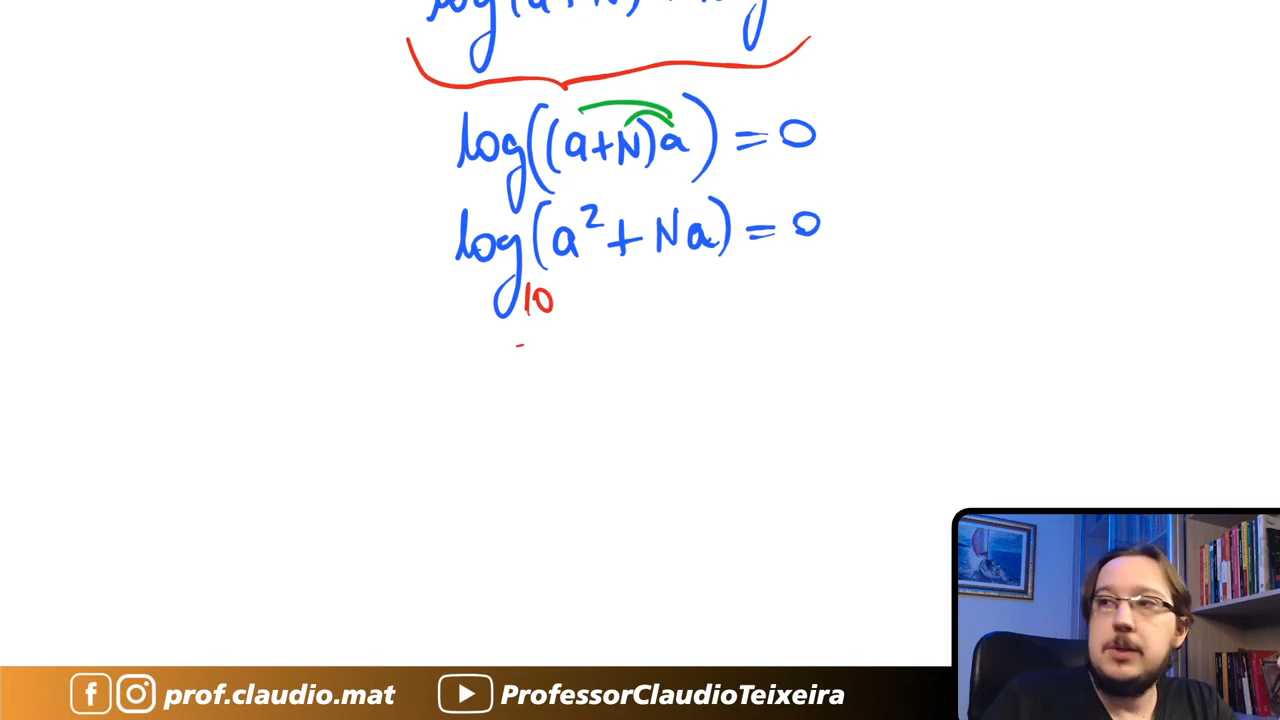 log((a+N)a) = 0
log(a² + Na) = 0
10
prof.claudio.mat
ProfessorClaudioTeixeira